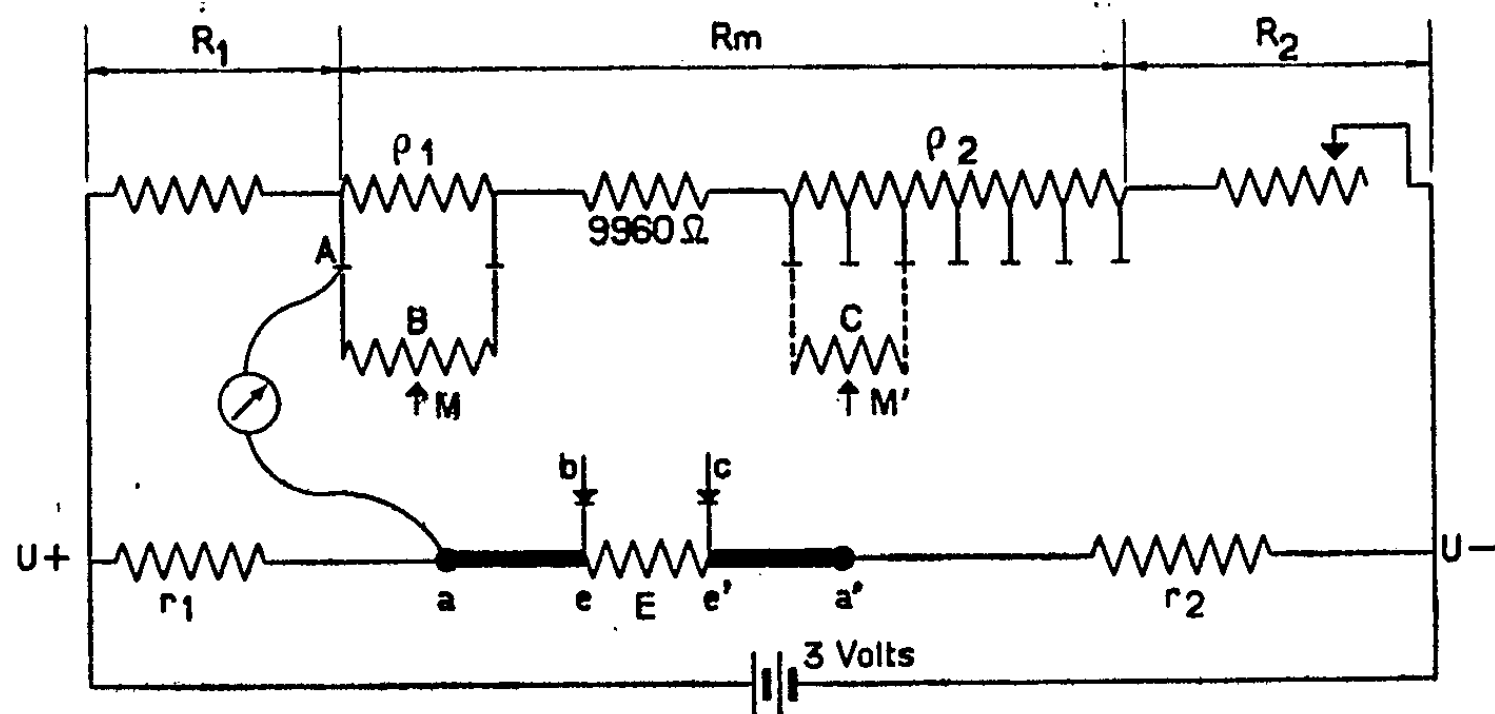 R1 Rm R2
ρ1 ρ2
9960 Ω
A
B C
M M'
b c
U+ U-
r1 a e E e' a' r2
3 Volts